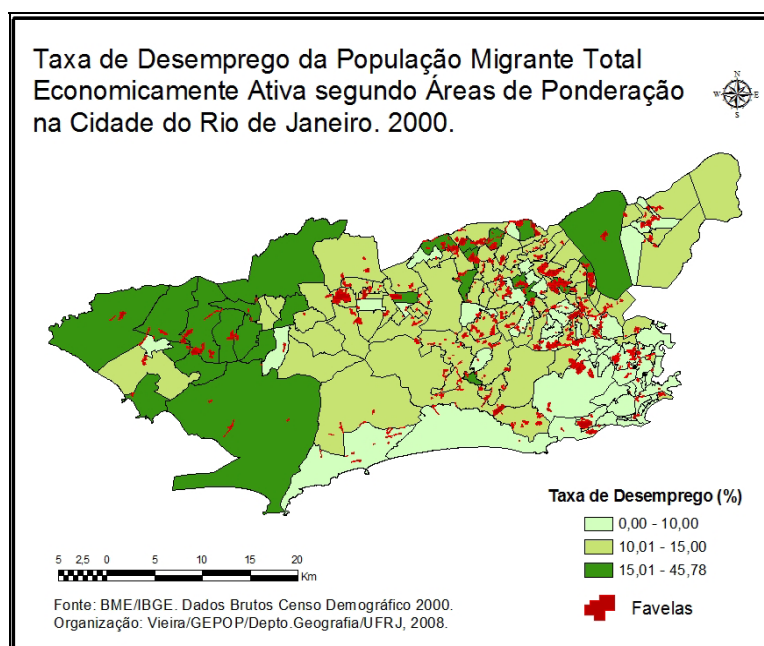 Taxa de Desemprego da População Migrante Total
Economicamente Ativa segundo Áreas de Ponderação
na Cidade do Rio de Janeiro. 2000.
N
W E
S
Taxa de Desemprego (%)
0,00 - 10,00
10,01 - 15,00
15,01 - 45,78
Favelas
5 2,5 0 5 10 15 20
Km
Fonte: BME/IBGE. Dados Brutos Censo Demográfico 2000.
Organização: Vieira/GEPOP/Depto.Geografia/UFRJ, 2008.